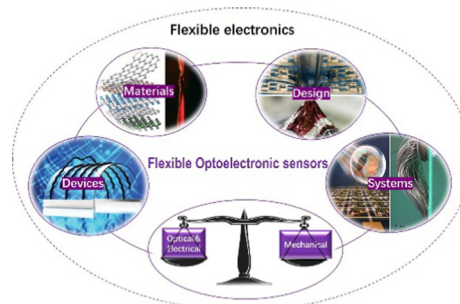 Flexible electronics
Materials
Design
Flexible Optoelectronic sensors
Devices
Systems
Optical&
Electrical
Mechanical